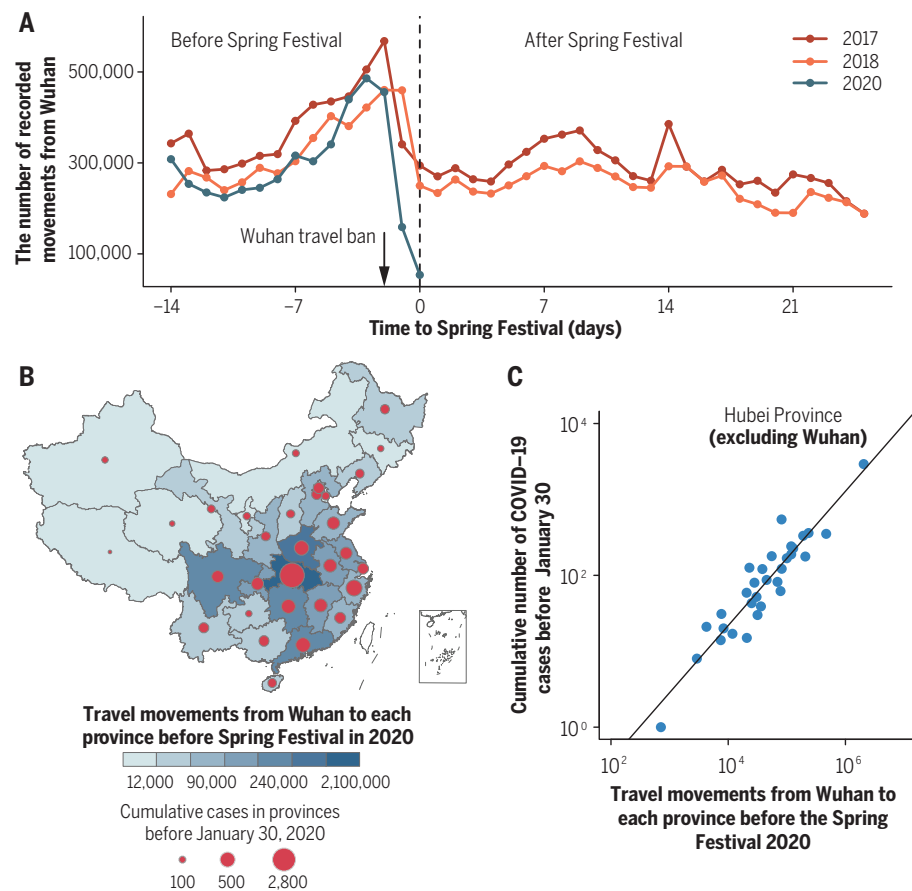 A
Before Spring Festival
After Spring Festival
2017
2018
2020
The number of recorded
movements from Wuhan
500,000
300,000
100,000
Wuhan travel ban
−14
−7
0
7
14
21
Time to Spring Festival (days)
B
Travel movements from Wuhan to each
province before Spring Festival in 2020
12,000 90,000 240,000 2,100,000
Cumulative cases in provinces
before January 30, 2020
100 500 2,800
C
Hubei Province
(excluding Wuhan)
Cumulative number of COVID–19
cases before January 30
10⁴
10²
10⁰
10² 10⁴ 10⁶
Travel movements from Wuhan to
each province before the Spring
Festival 2020